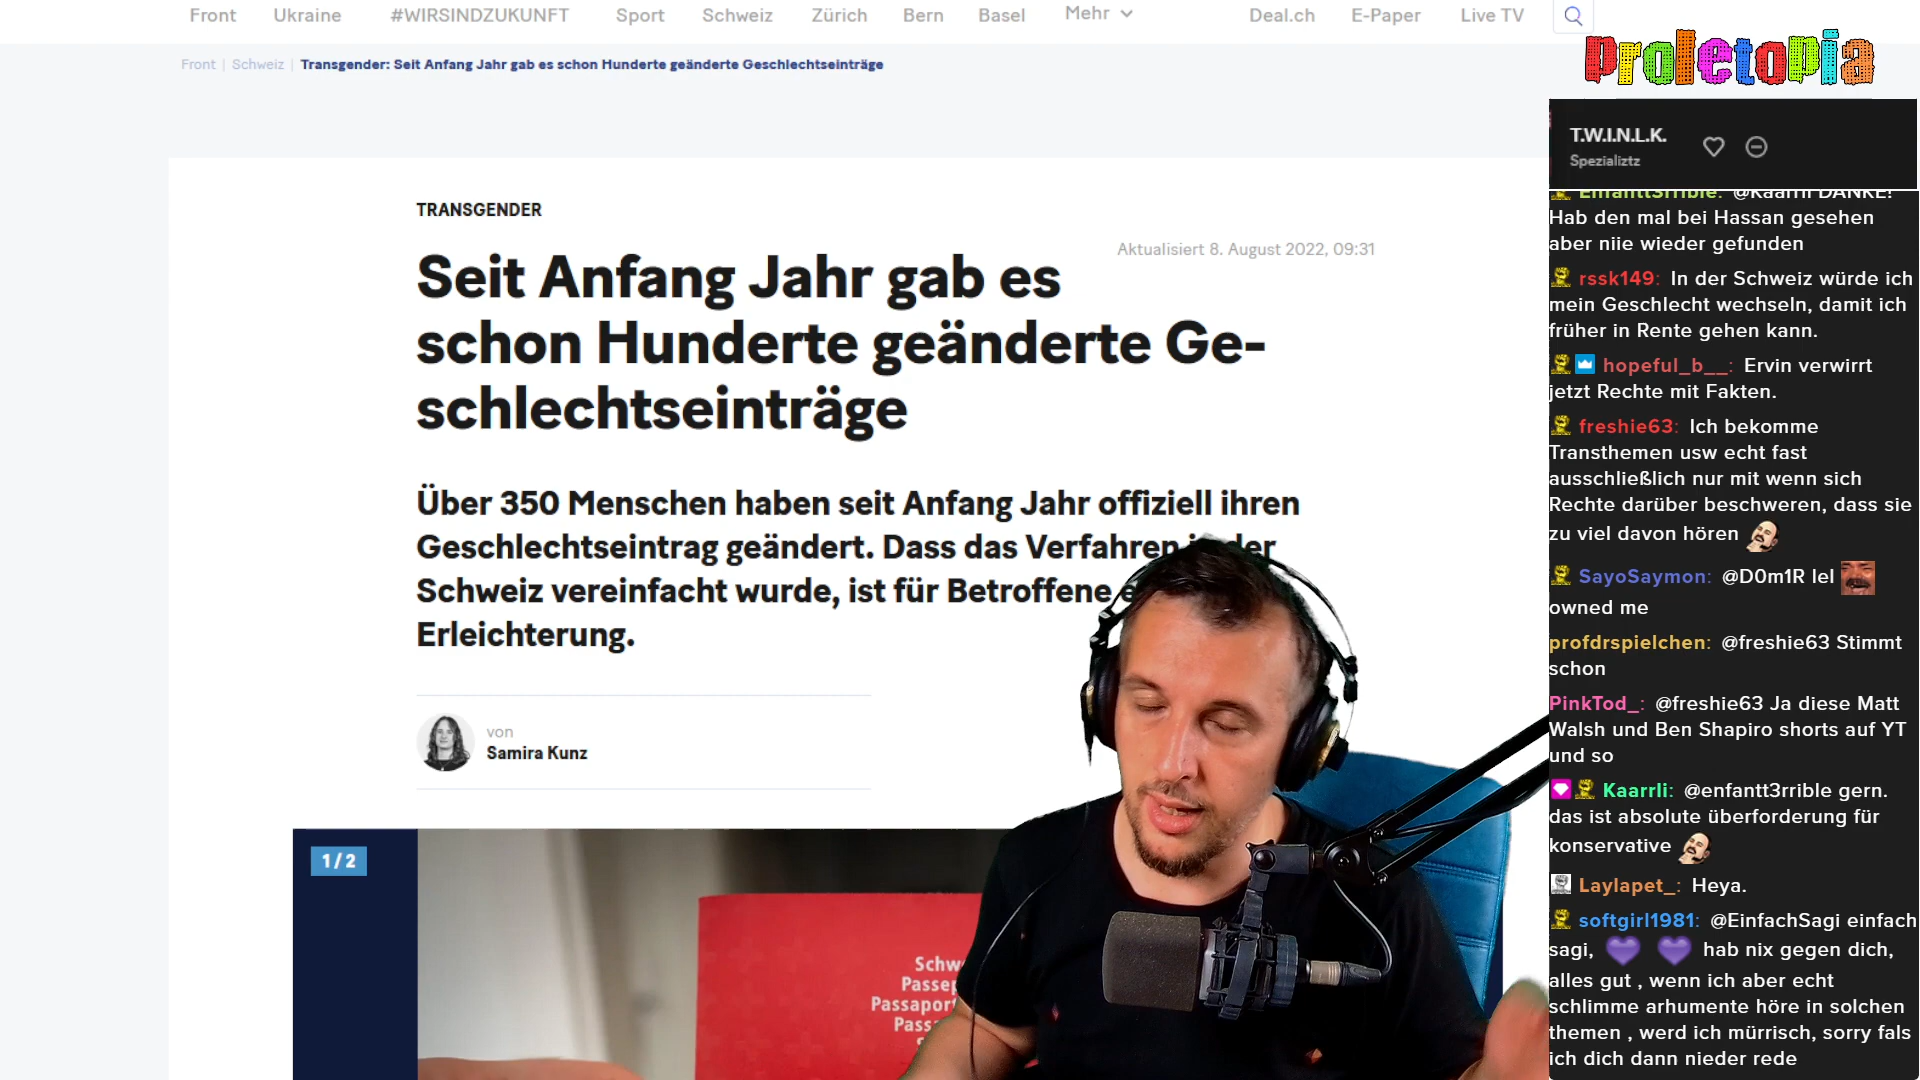 Front Ukraine #WIRSINDZUKUNFT Sport Schweiz Zürich Bern Basel Mehr Deal.ch E-Paper Live TV
Front | Schweiz | Transgender: Seit Anfang Jahr gab es schon Hunderte geänderte Geschlechtseinträge
TRANSGENDER
Aktualisiert 8. August 2022, 09:31
Seit Anfang Jahr gab es
schon Hunderte geänderte Ge-
schlechtseinträge
Über 350 Menschen haben seit Anfang Jahr offiziell ihren
Geschlechtseintrag geändert. Dass das Verfahren in der
Schweiz vereinfacht wurde, ist für Betroffene
Erleichterung.
von
Samira Kunz
1 / 2
Schw
Passe
Passapor
Pass
Proletopia
T.W.I.N.L.K.
Spezializtz
Enfantt3rrible: @Kaarrli DANKE!
Hab den mal bei Hassan gesehen
aber niie wieder gefunden
rssk149: In der Schweiz würde ich
mein Geschlecht wechseln, damit ich
früher in Rente gehen kann.
hopeful_b__: Ervin verwirrt
jetzt Rechte mit Fakten.
freshie63: Ich bekomme
Transthemen usw echt fast
ausschließlich nur mit wenn sich
Rechte darüber beschweren, dass sie
zu viel davon hören
SayoSaymon: @D0m1R lel
owned me
profdrspielchen: @freshie63 Stimmt
schon
PinkTod_: @freshie63 Ja diese Matt
Walsh und Ben Shapiro shorts auf YT
und so
Kaarrli: @enfantt3rrible gern.
das ist absolute überforderung für
konservative
Laylapet_: Heya.
softgirl1981: @EinfachSagi einfach
sagi, hab nix gegen dich,
alles gut , wenn ich aber echt
schlimme arhumente höre in solchen
themen , werd ich mürrisch, sorry fals
ich dich dann nieder rede